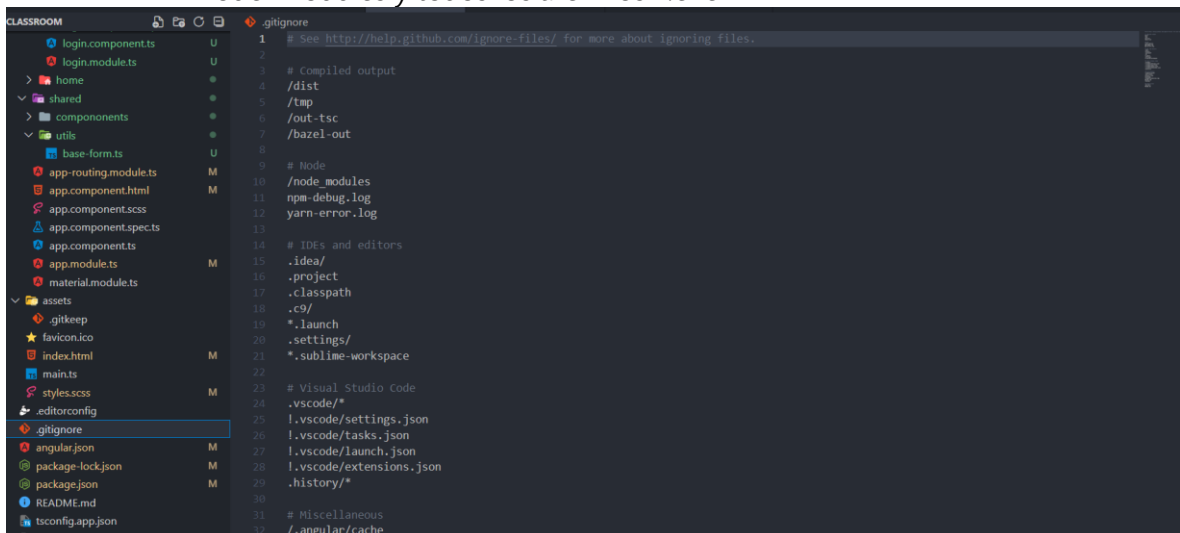 CLASSROOM
login.component.ts U
login.module.ts U
home
shared
compononents
utils
base-form.ts U
app-routing.module.ts M
app.component.html M
app.component.scss
app.component.spec.ts
app.component.ts
app.module.ts M
material.module.ts
assets
.gitkeep
favicon.ico
index.html M
main.ts
styles.scss M
.editorconfig
.gitignore
angular.json M
package-lock.json M
package.json M
README.md
tsconfig.app.json
.gitignore
1 # See http://help.github.com/ignore-files/ for more about ignoring files.
2
3 # Compiled output
4 /dist
5 /tmp
6 /out-tsc
7 /bazel-out
8
9 # Node
10 /node_modules
11 npm-debug.log
12 yarn-error.log
13
14 # IDEs and editors
15 .idea/
16 .project
17 .classpath
18 .c9/
19 *.launch
20 .settings/
21 *.sublime-workspace
22
23 # Visual Studio Code
24 .vscode/*
25 !.vscode/settings.json
26 !.vscode/tasks.json
27 !.vscode/launch.json
28 !.vscode/extensions.json
29 .history/*
30
31 # Miscellaneous
32 /.angular/cache